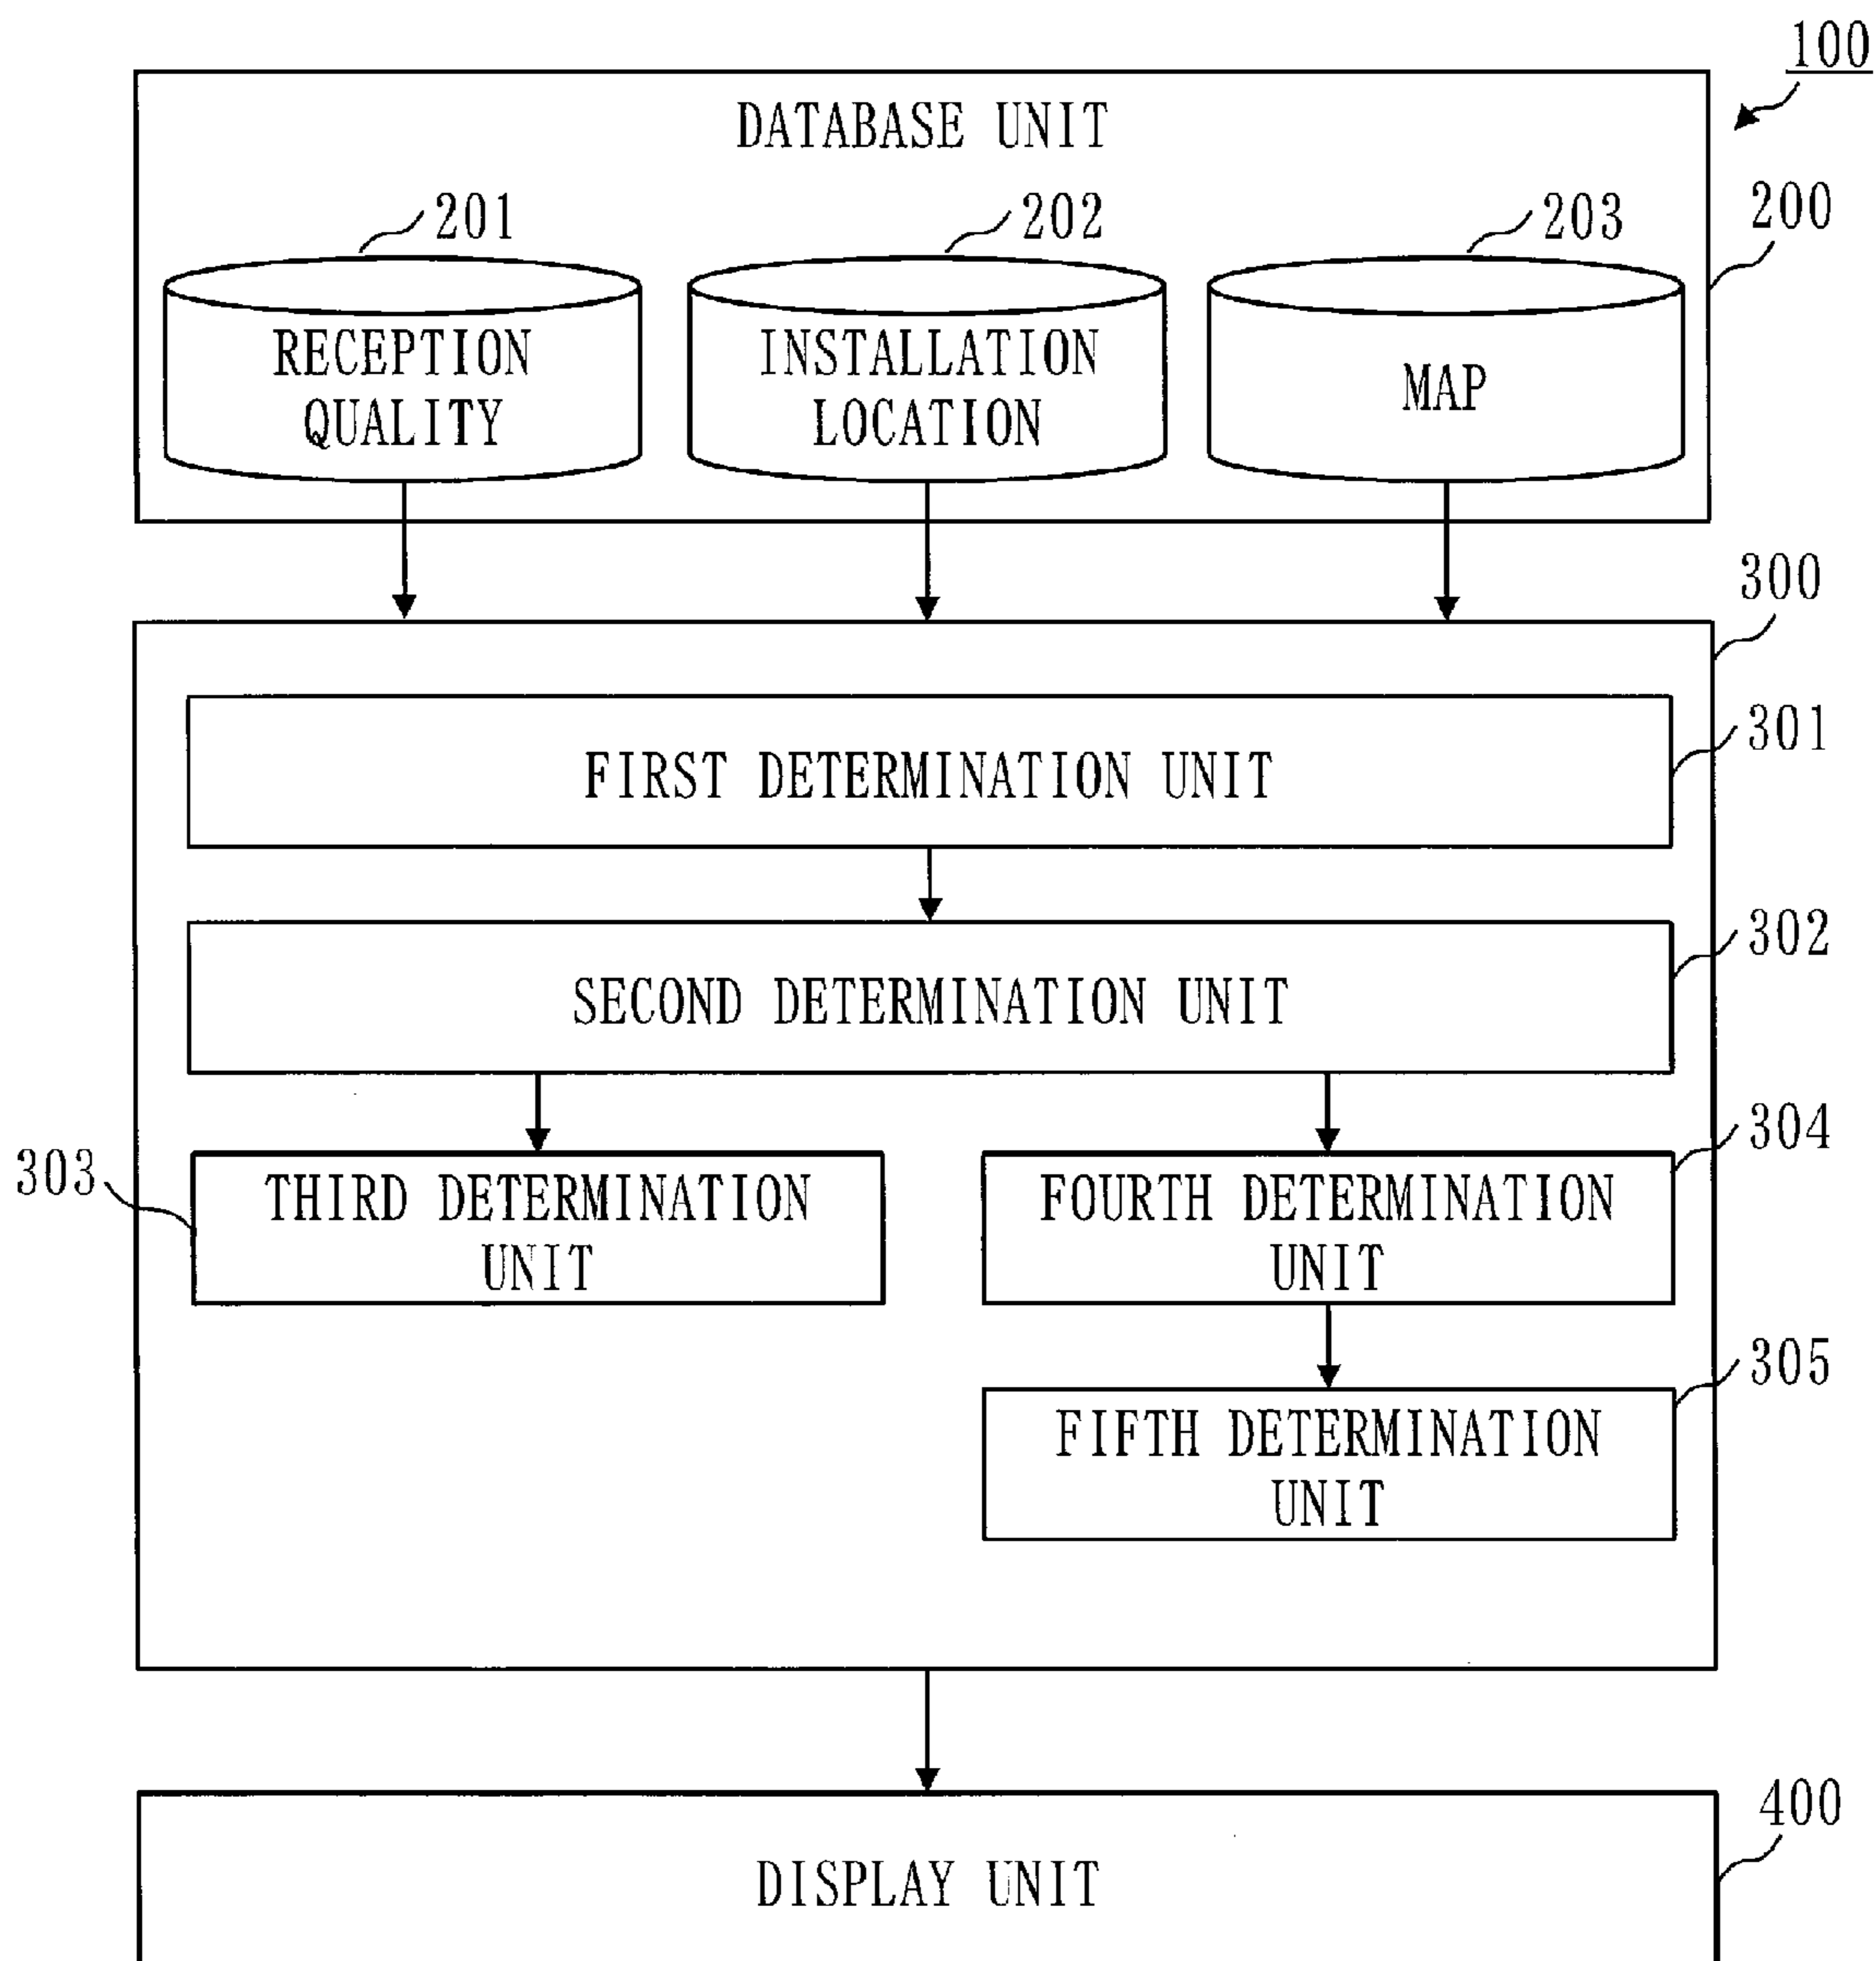 100
DATABASE UNIT
200
201
202
203
RECEPTION
QUALITY
INSTALLATION
LOCATION
MAP
300
301
FIRST DETERMINATION UNIT
302
SECOND DETERMINATION UNIT
303
THIRD DETERMINATION
UNIT
304
FOURTH DETERMINATION
UNIT
305
FIFTH DETERMINATION
UNIT
400
DISPLAY UNIT